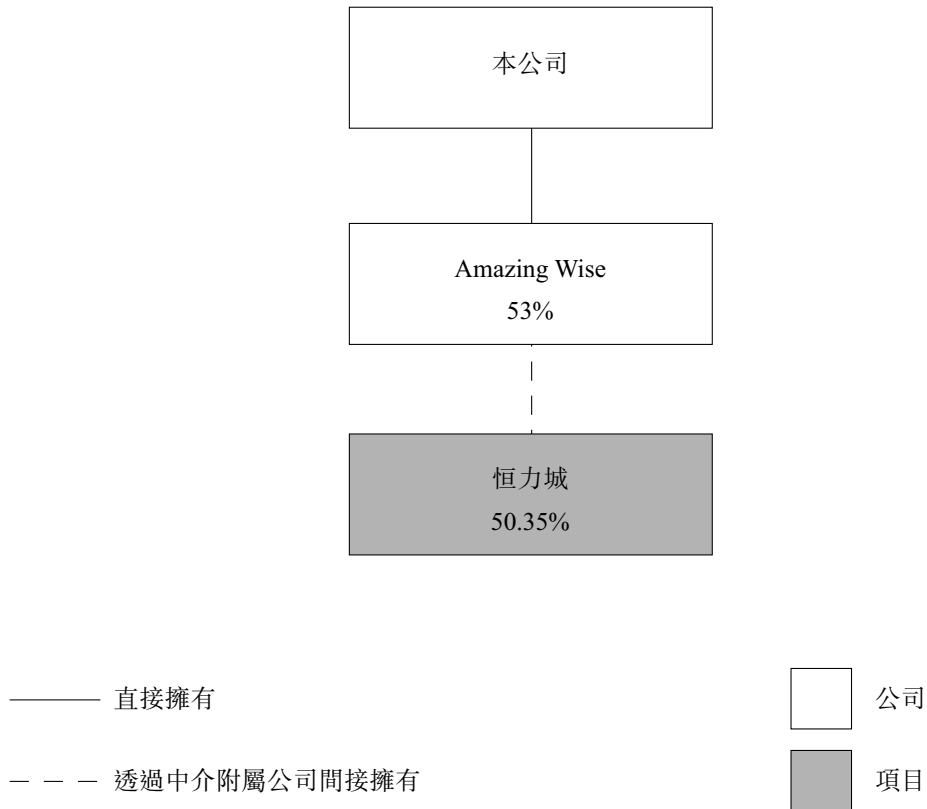 本公司
Amazing Wise
53%
恒力城
50.35%
直接擁有
公司
透過中介附屬公司間接擁有
項目